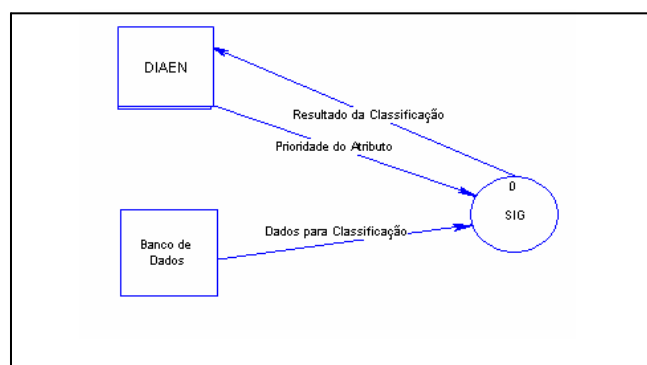 DIAEN
Resultado da Classificação
Prioridade do Atributo
0
SIG
Dados para Classificação
Banco de
Dados